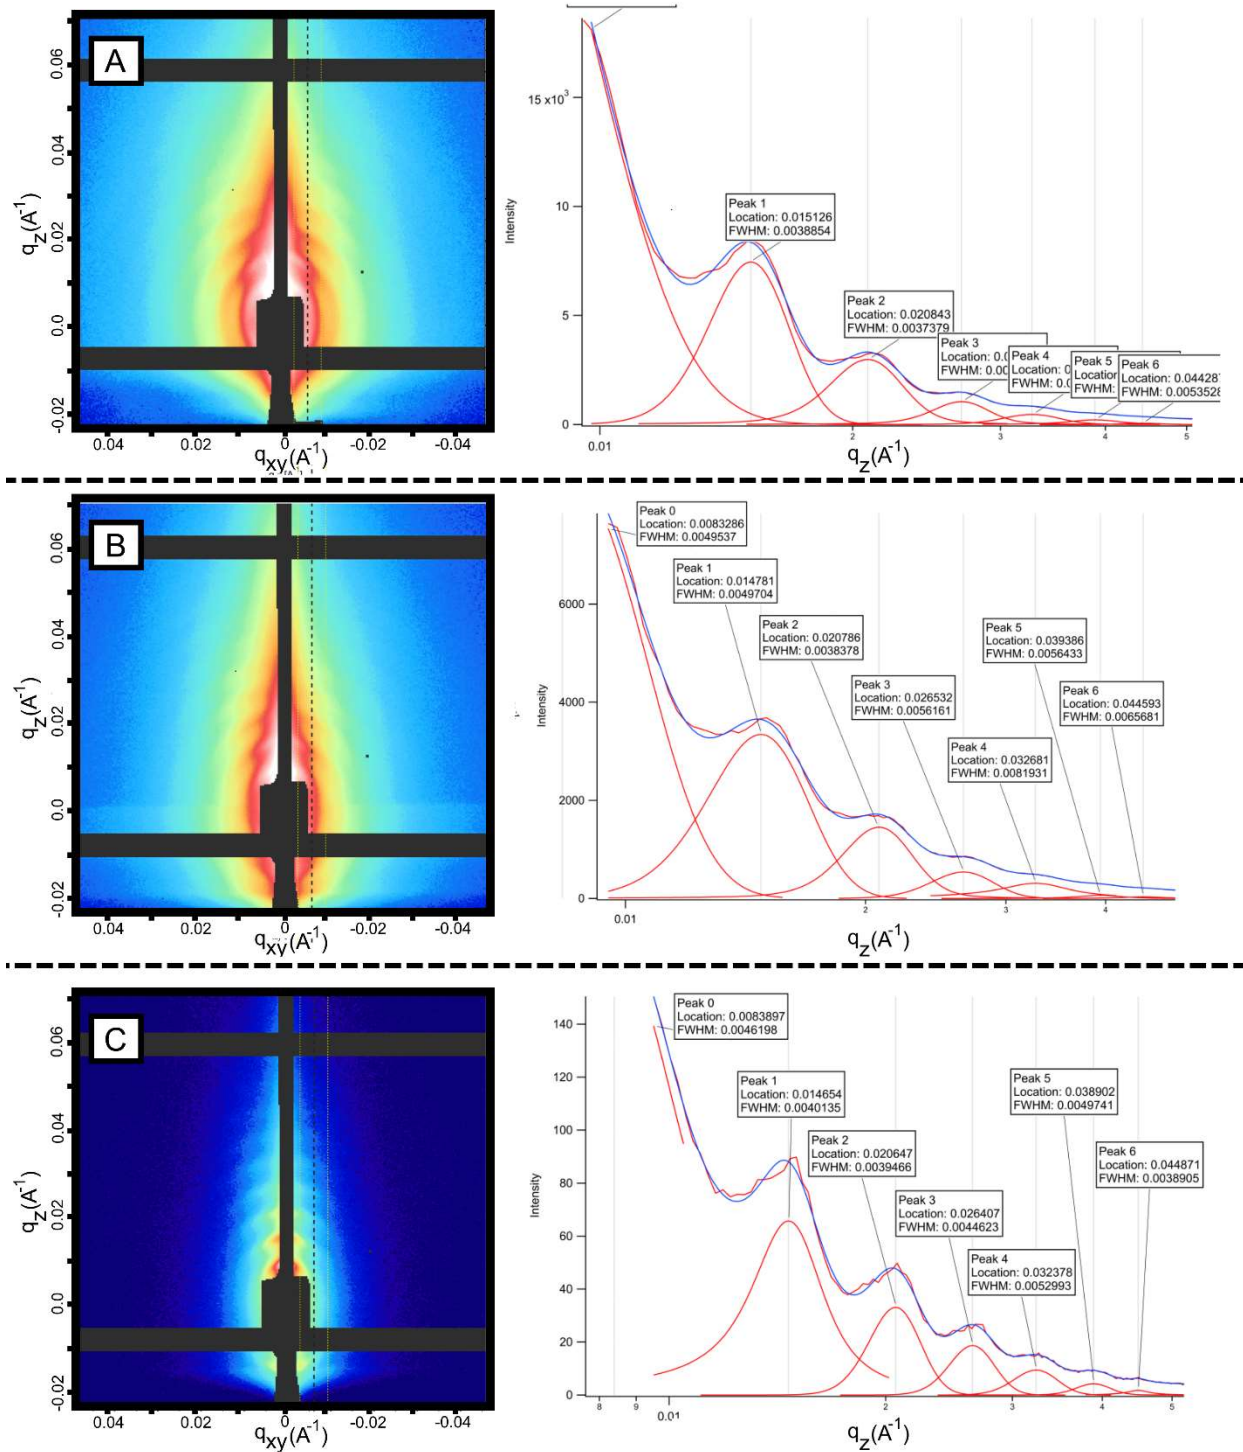 A
0.06
0.04
0.02
0.0
-0.02
qz(A-1)
0.04
0.02
0
-0.02
-0.04
qxy(A-1)
15 x10³
10
5
0
Intensity
Peak 1
Location: 0.015126
FWHM: 0.0038854
Peak 2
Location: 0.020843
FWHM: 0.0037379
Peak 3
Location: 0.0
FWHM: 0.00
Peak 4
Location: 0.
FWHM: 0.
Peak 5
Location
FWHM:
Peak 6
Location: 0.04428
FWHM: 0.0053528
0.01
2
3
4
5
qz(A-1)
B
0.06
0.04
0.02
0.0
-0.02
qz(A-1)
0.04
0.02
0
-0.02
-0.04
qxy(A-1)
6000
4000
2000
0
Intensity
Peak 0
Location: 0.0083286
FWHM: 0.0049537
Peak 1
Location: 0.014781
FWHM: 0.0049704
Peak 2
Location: 0.020786
FWHM: 0.0038378
Peak 3
Location: 0.026532
FWHM: 0.0056161
Peak 4
Location: 0.032681
FWHM: 0.0081931
Peak 5
Location: 0.039386
FWHM: 0.0056433
Peak 6
Location: 0.044593
FWHM: 0.0065681
0.01
2
3
4
qz(A-1)
C
0.06
0.04
0.02
0.0
-0.02
qz(A-1)
0.04
0.02
0
-0.02
-0.04
qxy(A-1)
140
120
100
80
60
40
20
0
Intensity
Peak 0
Location: 0.0083897
FWHM: 0.0046198
Peak 1
Location: 0.014654
FWHM: 0.0040135
Peak 2
Location: 0.020647
FWHM: 0.0039466
Peak 3
Location: 0.026407
FWHM: 0.0044623
Peak 4
Location: 0.032378
FWHM: 0.0052993
Peak 5
Location: 0.038902
FWHM: 0.0049741
Peak 6
Location: 0.044871
FWHM: 0.0038905
8
9
0.01
2
3
4
5
qz(A-1)